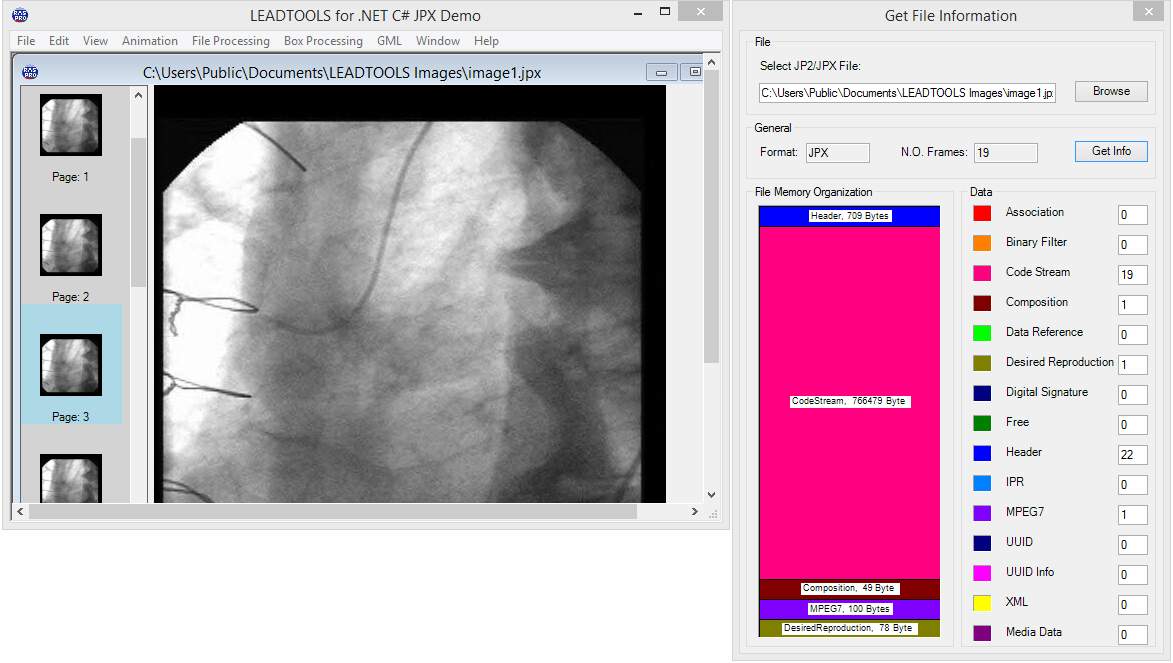 LEADTOOLS for .NET C# JPX Demo
File Edit View Animation File Processing Box Processing GML Window Help
C:\Users\Public\Documents\LEADTOOLS Images\image1.jpx
Page: 1
Page: 2
Page: 3
Get File Information
File
Select JP2/JPX File:
C:\Users\Public\Documents\LEADTOOLS Images\image1.jp
Browse
General
Format: JPX N.O. Frames: 19 Get Info
File Memory Organization
Header, 709 Bytes
CodeStream, 766479 Byte
Composition, 49 Byte
MPEG7, 100 Bytes
DesiredReproduction, 78 Byte
Data
Association 0
Binary Filter 0
Code Stream 19
Composition 1
Data Reference 0
Desired Reproduction 1
Digital Signature 0
Free 0
Header 22
IPR 0
MPEG7 1
UUID 0
UUID Info 0
XML 0
Media Data 0